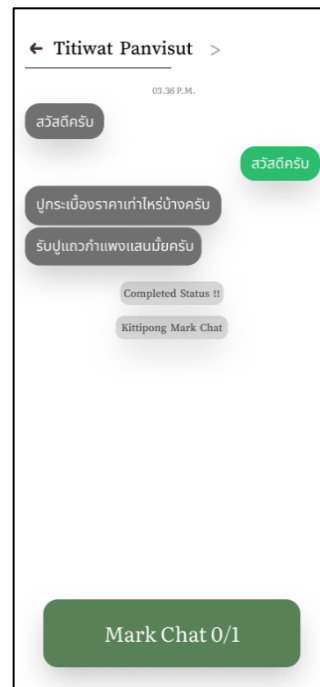 ← Titiwat Panvisut >
03.36 P.M.
สวัสดีครับ
สวัสดีครับ
ปูกระเบื้องราคาเท่าไหร่บ้างครับ
รับปูแถวกำแพงแสนมั้ยครับ
Completed Status !!
Kittipong Mark Chat
Mark Chat 0/1